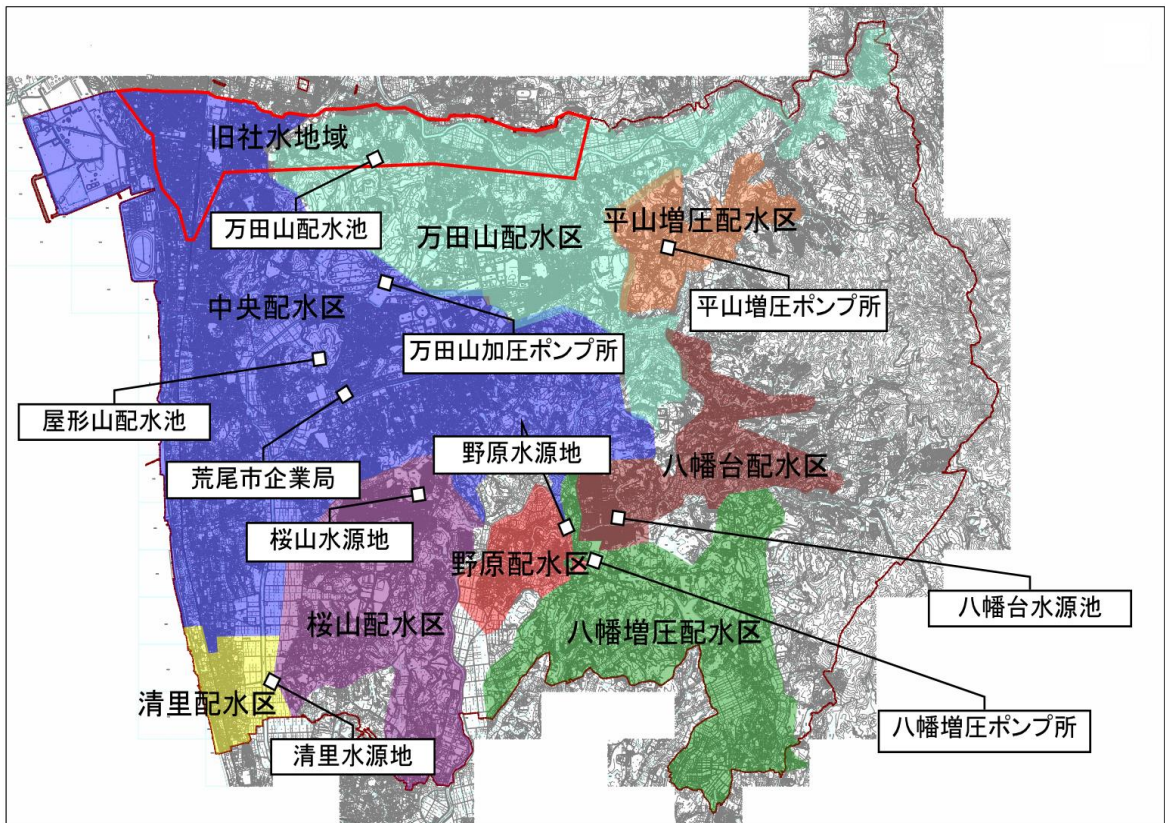 旧社水地域
万田山配水池
万田山配水区
平山増圧配水区
平山増圧ポンプ所
中央配水区
万田山加圧ポンプ所
屋形山配水池
荒尾市企業局
野原水源地
八幡台配水区
桜山水源地
野原配水区
八幡台水源池
桜山配水区
八幡増圧配水区
清里配水区
清里水源地
八幡増圧ポンプ所